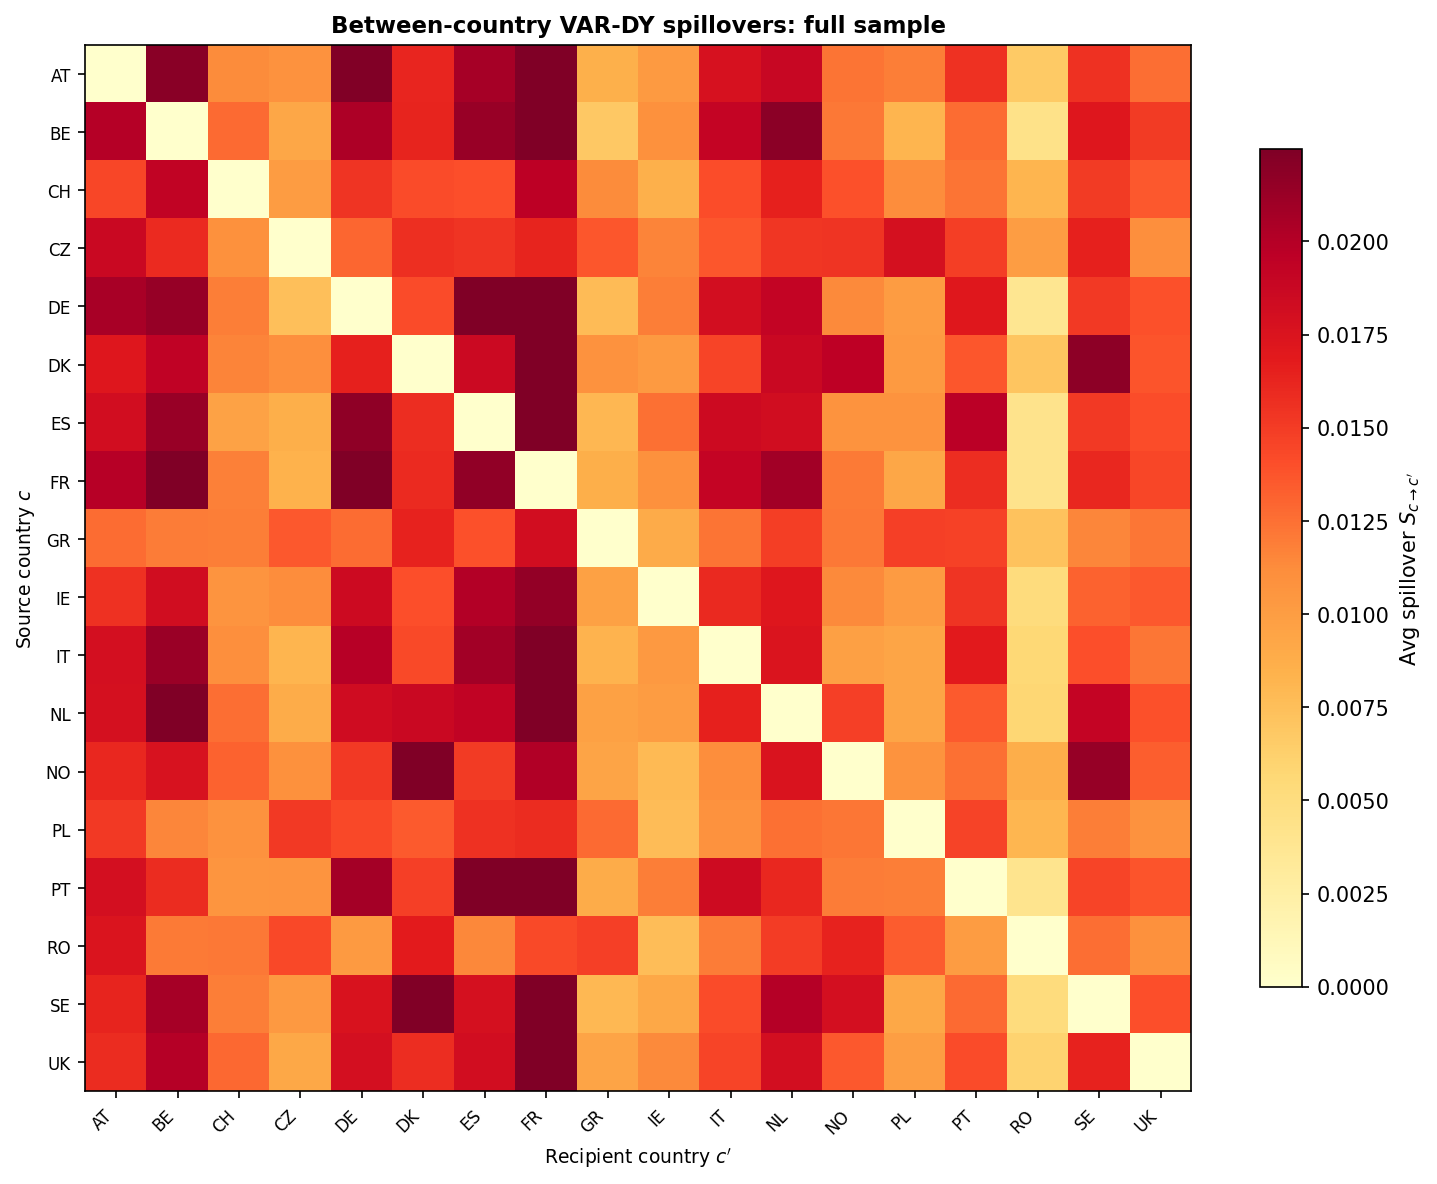 Between-country VAR-DY spillovers: full sample
Source country c
AT
BE
CH
CZ
DE
DK
ES
FR
GR
IE
IT
NL
NO
PL
PT
RO
SE
UK
AT BE CH CZ DE DK ES FR GR IE IT NL NO PL PT RO SE UK
Recipient country c′
0.0200
0.0175
0.0150
0.0125
0.0100
0.0075
0.0050
0.0025
0.0000
Avg spillover S_{c→c′}